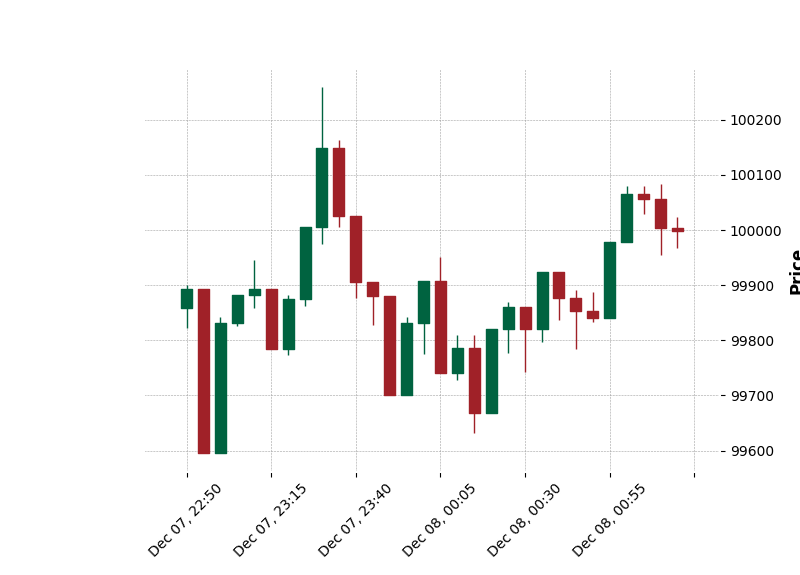 100200
100100
100000
99900
99800
99700
99600
Price
Dec 07, 22:50
Dec 07, 23:15
Dec 07, 23:40
Dec 08, 00:05
Dec 08, 00:30
Dec 08, 00:55